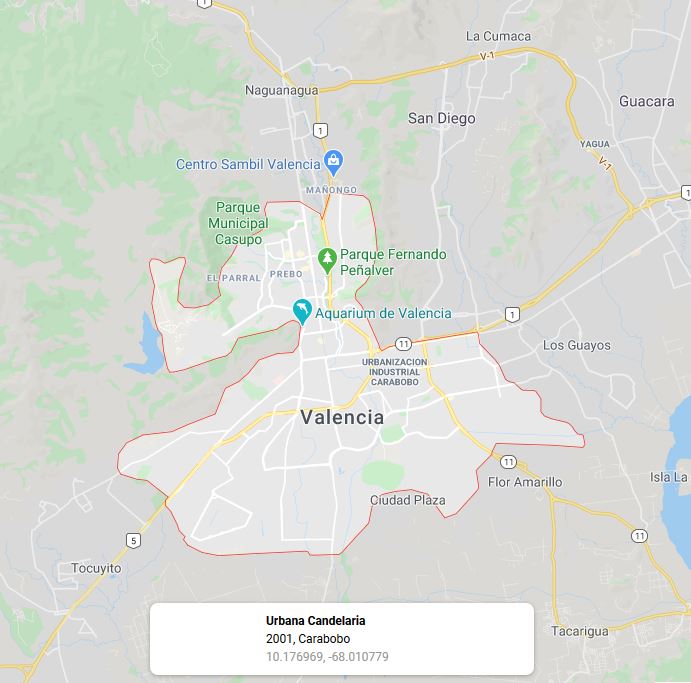 1
La Cumaca
V-1
Naguanagua
Guacara
San Diego
1
YAGUA
V-1
Centro Sambil Valencia
MAÑONGO
1
Parque
Municipal
Casupo
Parque Fernando
Peñalver
EL PARRAL
PREBO
Aquarium de Valencia
1
11
Los Guayos
URBANIZACION
INDUSTRIAL
CARABOBO
Valencia
11
Flor Amarillo
Isla La
Ciudad Plaza
5
11
Tocuyito
Tacarigua
Urbana Candelaria
2001, Carabobo
10.176969, -68.010779